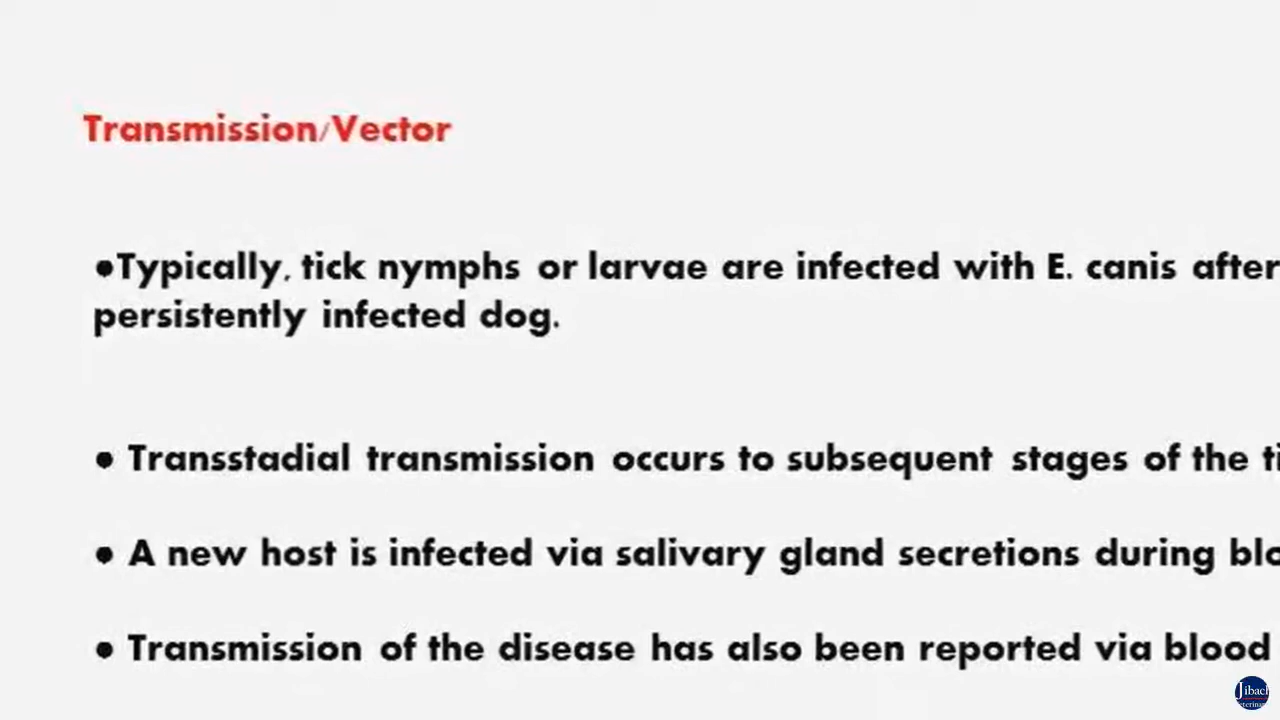 Transmission/Vector
●Typically, tick nymphs or larvae are infected with E. canis after
persistently infected dog.
● Transstadial transmission occurs to subsequent stages of the
● A new host is infected via salivary gland secretions during
● Transmission of the disease has also been reported via blood